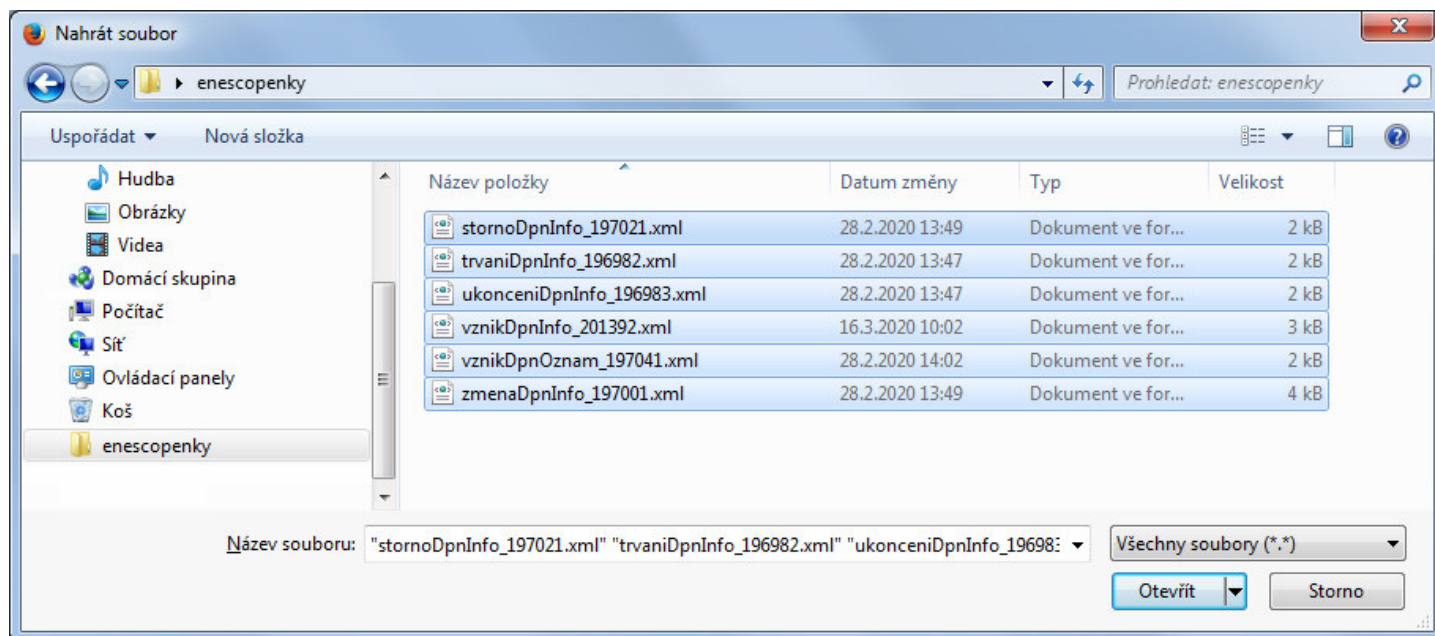 Nahrát soubor
enescopenky
Prohledat: enescopenky
Uspořádat
Nová složka
Hudba
Obrázky
Videa
Domácí skupina
Počítač
Síť
Ovládací panely
Koš
enescopenky
Název položky Datum změny Typ Velikost
stornoDpnInfo_197021.xml 28.2.2020 13:49 Dokument ve for... 2 kB
trvaniDpnInfo_196982.xml 28.2.2020 13:47 Dokument ve for... 2 kB
ukonceniDpnInfo_196983.xml 28.2.2020 13:47 Dokument ve for... 2 kB
vznikDpnInfo_201392.xml 16.3.2020 10:02 Dokument ve for... 3 kB
vznikDpnOznam_197041.xml 28.2.2020 14:02 Dokument ve for... 2 kB
zmenaDpnInfo_197001.xml 28.2.2020 13:49 Dokument ve for... 4 kB
Název souboru: "stornoDpnInfo_197021.xml" "trvaniDpnInfo_196982.xml" "ukonceniDpnInfo_19698
Všechny soubory (*.*)
Otevřít
Storno